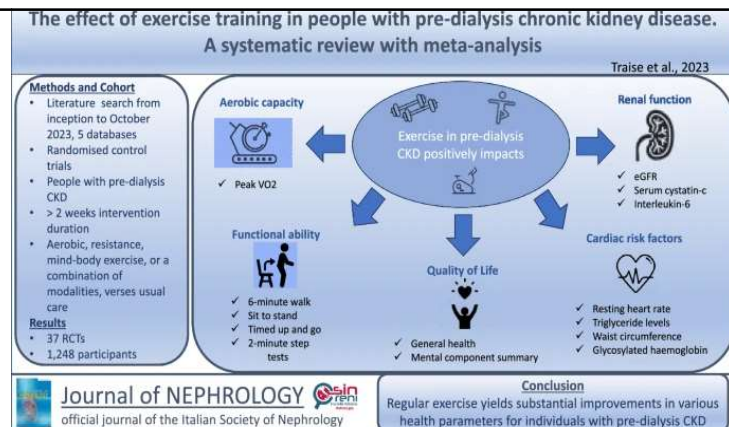 The effect of exercise training in people with pre-dialysis chronic kidney disease.
A systematic review with meta-analysis
Traise et al., 2023
Methods and Cohort
• Literature search from
inception to October
2023, 5 databases
• Randomised control
trials
• People with pre-dialysis
CKD
• > 2 weeks intervention
duration
• Aerobic, resistance,
mind-body exercise, or a
combination of
modalities, verses usual
care
Results
• 37 RCTs
• 1,248 participants
Aerobic capacity
✓ Peak VO2
Exercise in pre-dialysis
CKD positively impacts
Renal function
✓ eGFR
✓ Serum cystatin-c
✓ Interleukin-6
Functional ability
✓ 6-minute walk
✓ Sit to stand
✓ Timed up and go
✓ 2-minute step
tests
Quality of Life
✓ General health
✓ Mental component summary
Cardiac risk factors
✓ Resting heart rate
✓ Triglyceride levels
✓ Waist circumference
✓ Glycosylated haemoglobin
Journal of NEPHROLOGY
sin
reni
official journal of the Italian Society of Nephrology
Conclusion
Regular exercise yields substantial improvements in various
health parameters for individuals with pre-dialysis CKD